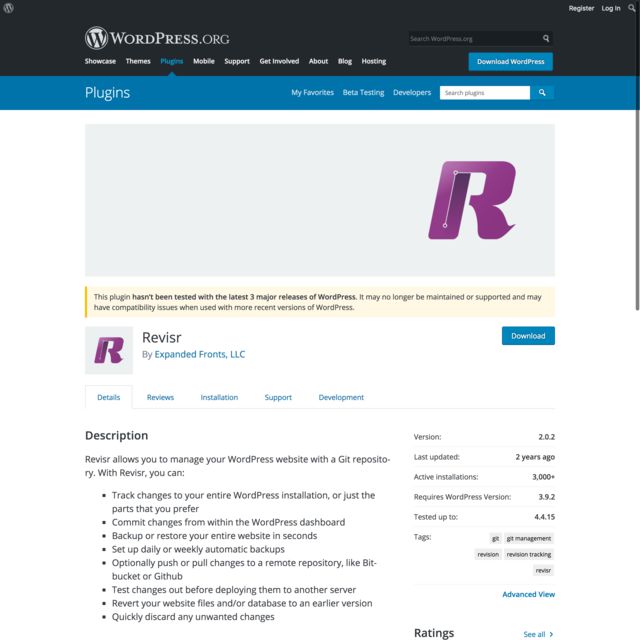 Register Log In
WORDPRESS.ORG
Search WordPress.org
Showcase Themes Plugins Mobile Support Get Involved About Blog Hosting
Download WordPress
Plugins
My Favorites Beta Testing Developers
Search plugins
This plugin hasn't been tested with the latest 3 major releases of WordPress. It may no longer be maintained or supported and may
have compatibility issues when used with more recent versions of WordPress.
Revisr
By Expanded Fronts, LLC
Download
Details Reviews Installation Support Development
Description
Revisr allows you to manage your WordPress website with a Git reposito-
ry. With Revisr, you can:
Track changes to your entire WordPress installation, or just the
parts that you prefer
Commit changes from within the WordPress dashboard
Backup or restore your entire website in seconds
Set up daily or weekly automatic backups
Optionally push or pull changes to a remote repository, like Bit-
bucket or Github
Test changes out before deploying them to another server
Revert your website files and/or database to an earlier version
Quickly discard any unwanted changes
Version: 2.0.2
Last updated: 2 years ago
Active installations: 3,000+
Requires WordPress Version: 3.9.2
Tested up to: 4.4.15
Tags: git git management
revision revision tracking
revisr
Advanced View
Ratings
See all